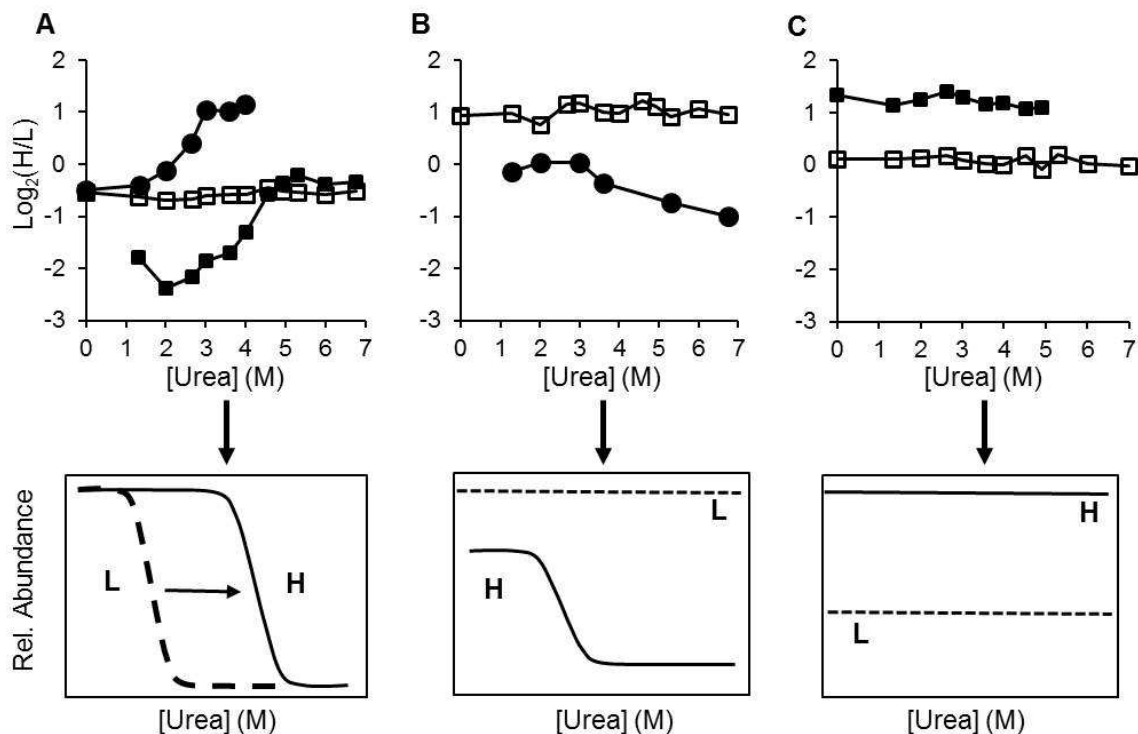 A
B
C
Log2(H/L)
2
1
0
-1
-2
-3
0 1 2 3 4 5 6 7
[Urea] (M)
2
1
0
-1
-2
-3
0 1 2 3 4 5 6 7
[Urea] (M)
2
1
0
-1
-2
-3
0 1 2 3 4 5 6 7
[Urea] (M)
Rel. Abundance
L
H
[Urea] (M)
L
H
[Urea] (M)
H
L
[Urea] (M)